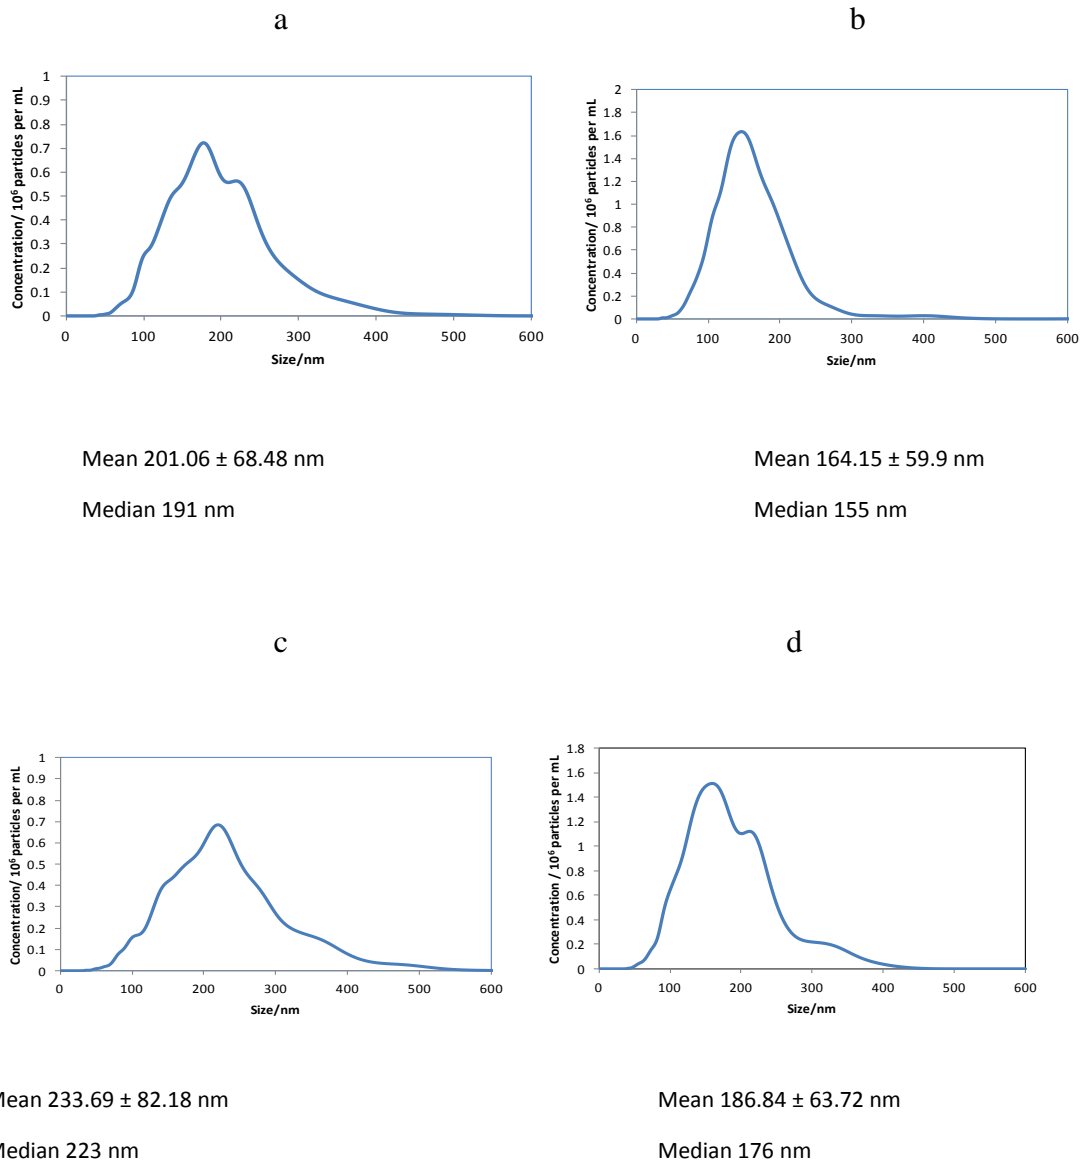 a
b
Concentration/ 10⁶ particles per mL
1
0.9
0.8
0.7
0.6
0.5
0.4
0.3
0.2
0.1
0
0 100 200 300 400 500 600
Size/nm
Concentration/ 10⁶ particles per mL
2
1.8
1.6
1.4
1.2
1
0.8
0.6
0.4
0.2
0
0 100 200 300 400 500 600
Szie/nm
Mean 201.06 ± 68.48 nm
Median 191 nm
Mean 164.15 ± 59.9 nm
Median 155 nm
c
d
Concentration/ 10⁶ particles per mL
1
0.9
0.8
0.7
0.6
0.5
0.4
0.3
0.2
0.1
0
0 100 200 300 400 500 600
Size/nm
Concentration / 10⁶ particles per mL
1.8
1.6
1.4
1.2
1
0.8
0.6
0.4
0.2
0
0 100 200 300 400 500 600
Size/nm
Mean 233.69 ± 82.18 nm
Median 223 nm
Mean 186.84 ± 63.72 nm
Median 176 nm